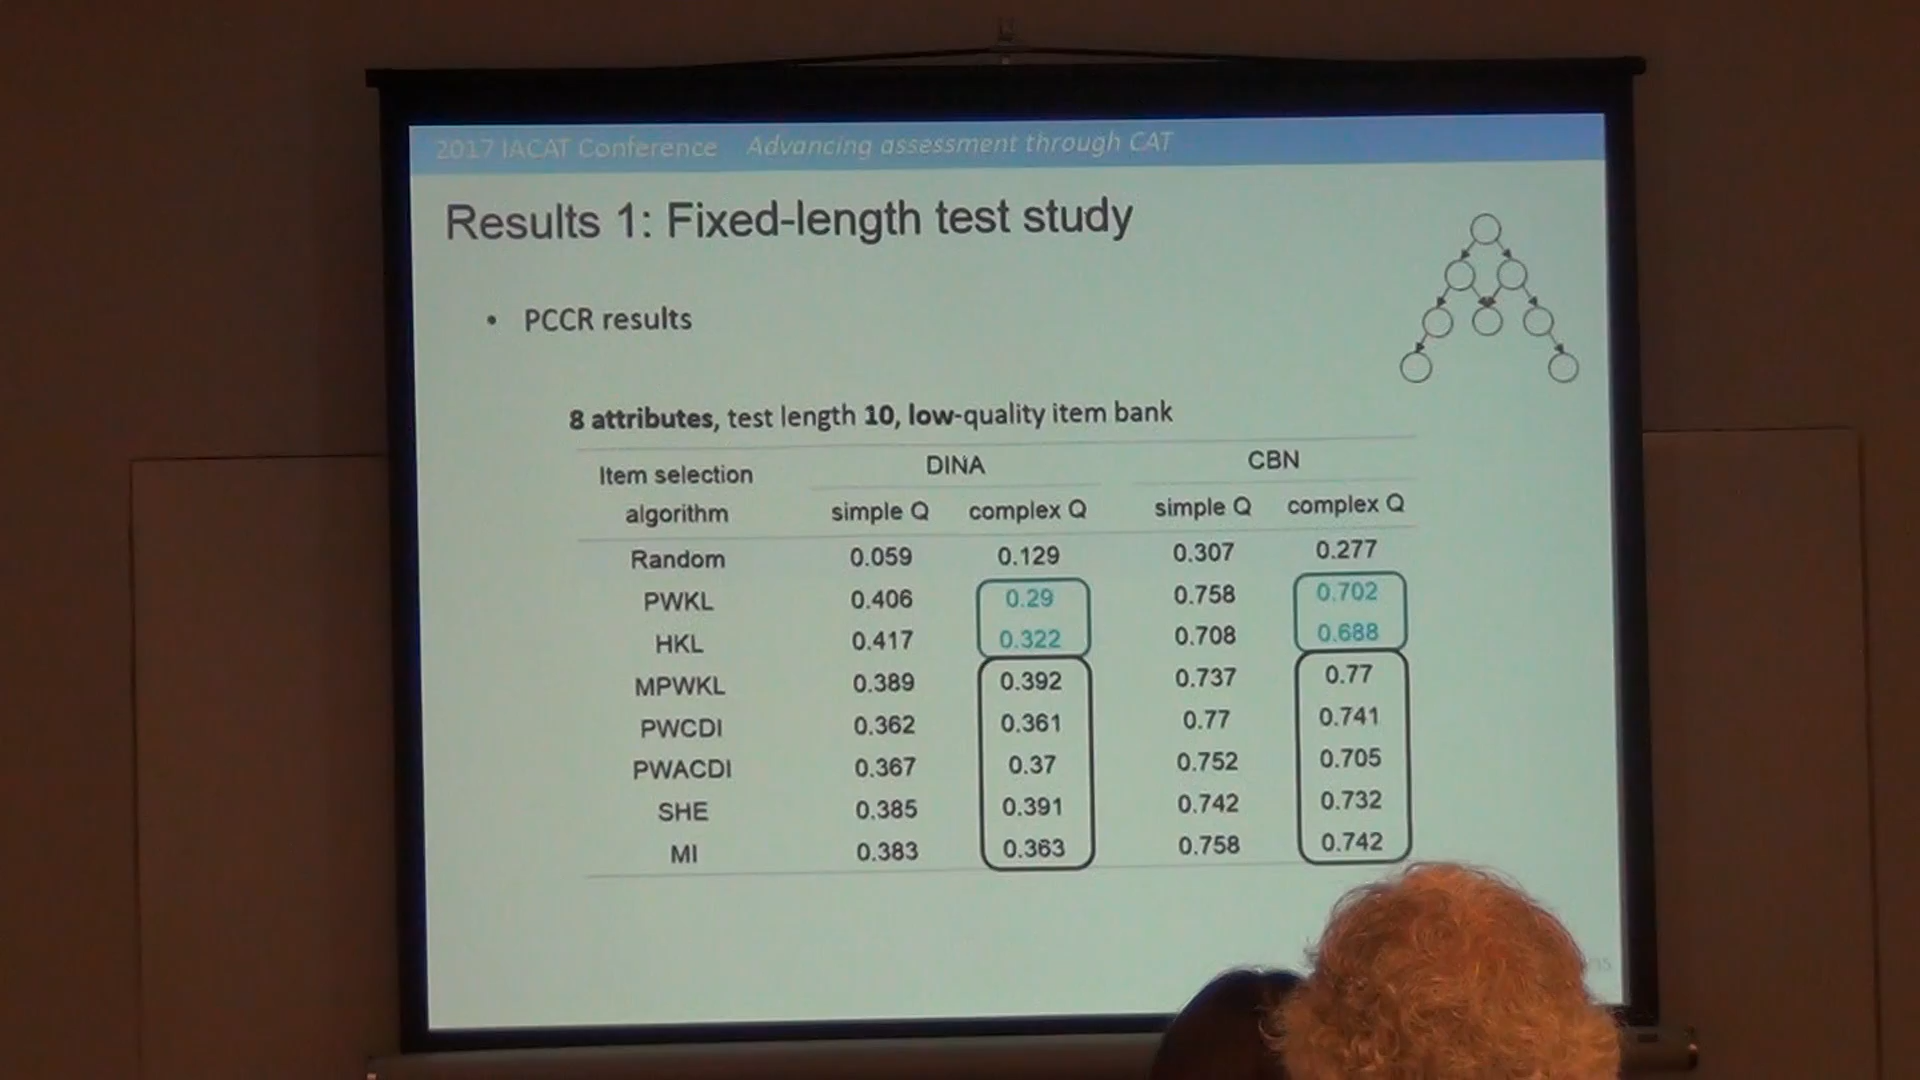 2017 IACAT Conference Advancing assessment through CAT
Results 1: Fixed-length test study
• PCCR results
8 attributes, test length 10, low-quality item bank
Item selection algorithm DINA CBN
simple Q complex Q simple Q complex Q
Random 0.059 0.129 0.307 0.277
PWKL 0.406 0.29 0.758 0.702
HKL 0.417 0.322 0.708 0.688
MPWKL 0.389 0.392 0.737 0.77
PWCDI 0.362 0.361 0.77 0.741
PWACDI 0.367 0.37 0.752 0.705
SHE 0.385 0.391 0.742 0.732
MI 0.383 0.363 0.758 0.742